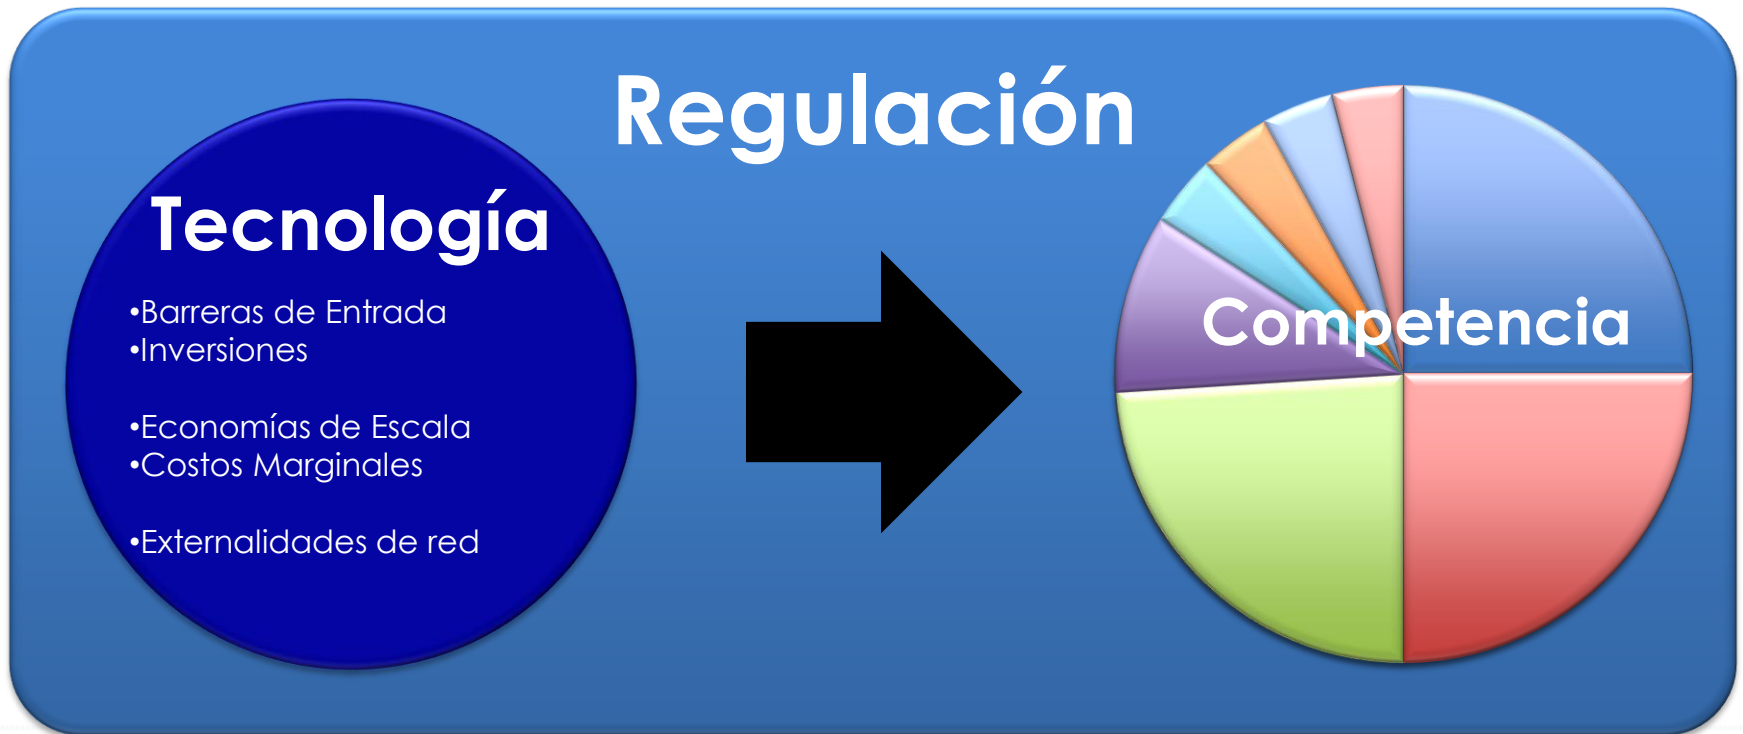 Regulación
Tecnología
•Barreras de Entrada
•Inversiones
•Economías de Escala
•Costos Marginales
•Externalidades de red
Competencia